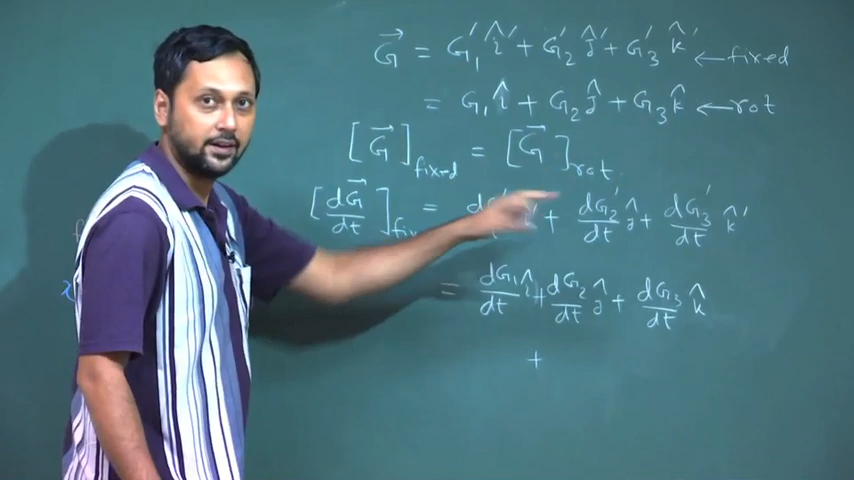 G⃗ = G₁' î' + G₂' ĵ' + G₃' k̂' ← fixed
= G₁ î + G₂ ĵ + G₃ k̂ ← rot
[G⃗]fixed = [G⃗]rot
[dG⃗/dt]fix = + dG₂'/dt ĵ + dG₃'/dt k̂'
= dG₁/dt î + dG₂/dt ĵ + dG₃/dt k̂
+